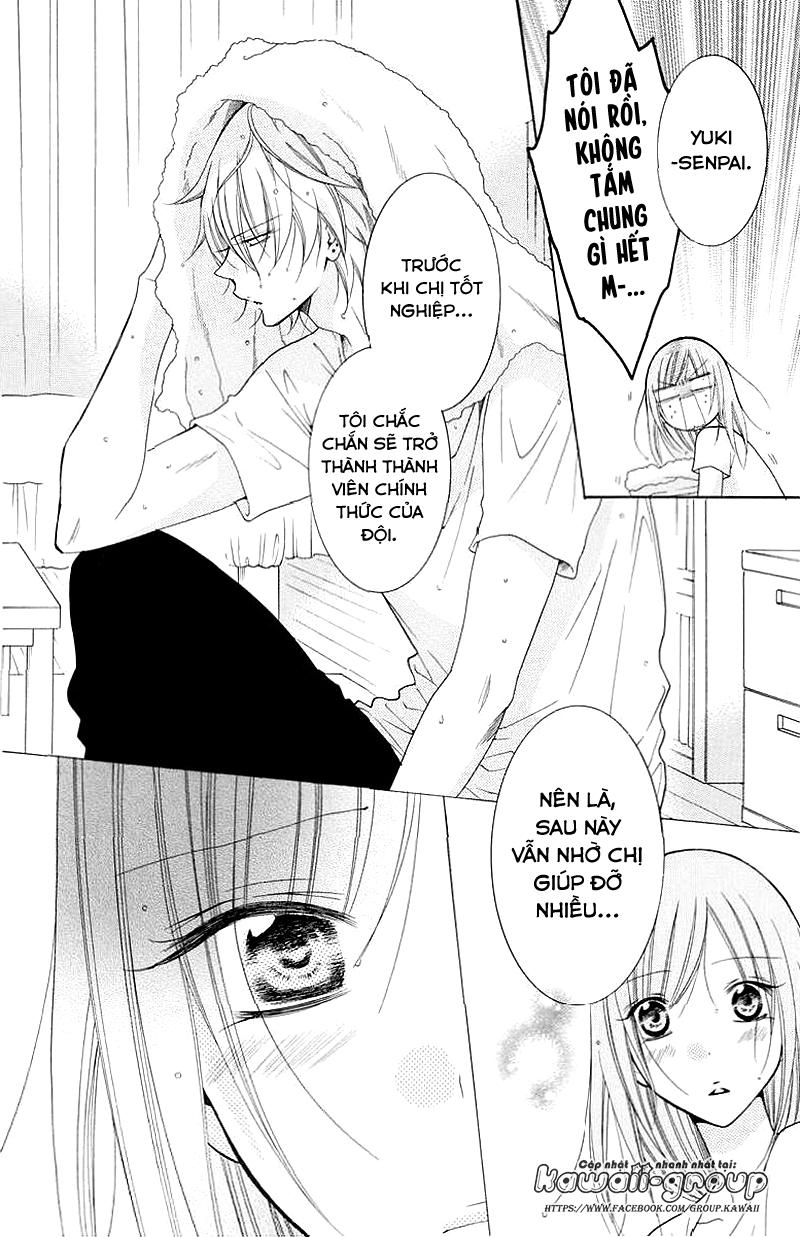 YUKI
-SENPAI.
TÔI ĐÃ
NÓI RỒI,
KHÔNG
TẮM
CHUNG
GÌ HẾT
M-...
TRƯỚC
KHI CHỊ TỐT
NGHIỆP...
TÔI CHẮC
CHẮN SẼ TRỞ
THÀNH THÀNH
VIÊN CHÍNH
THỨC CỦA
ĐỘI.
NÊN LÀ,
SAU NÀY
VẪN NHỜ CHỊ
GIÚP ĐỠ
NHIỀU...
Cập nhật nhanh nhất tại:
Kawaii-group
HTTPS://WWW.FACEBOOK.COM/GROUP.KAWAII